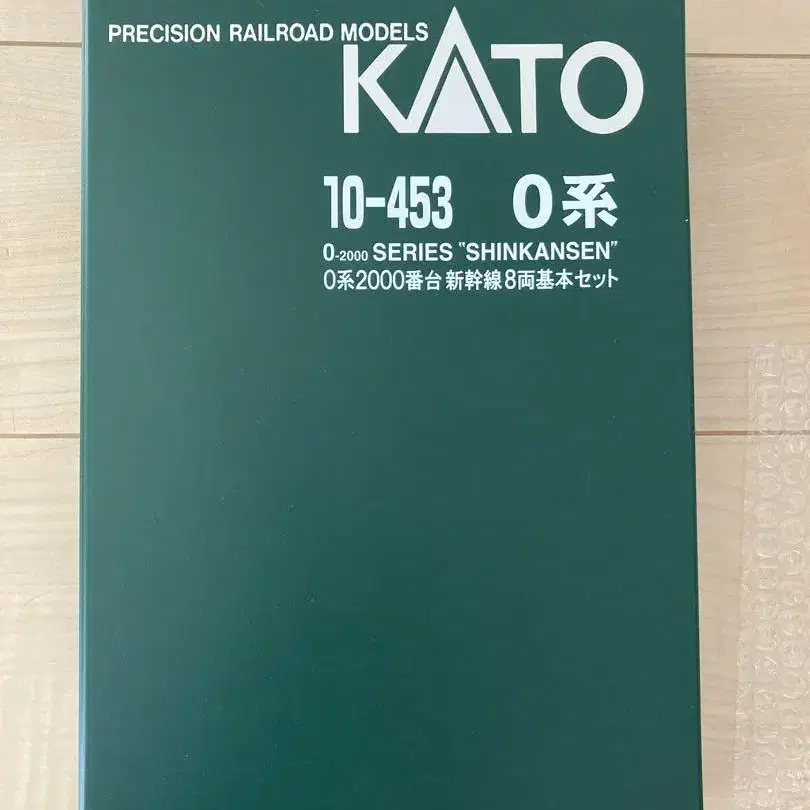 PRECISION RAILROAD MODELS
KATO
10-453 0系
0-2000 SERIES "SHINKANSEN"
0系2000番台 新幹線8両基本セット